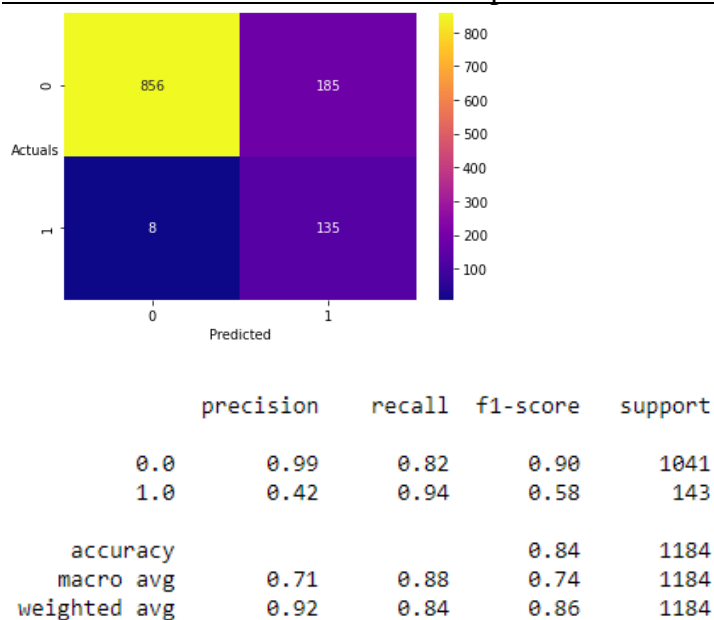 800
0
856
185
700
600
500
Actuals
400
300
1
8
135
200
100
0
1
Predicted
precision recall f1-score support
0.0 0.99 0.82 0.90 1041
1.0 0.42 0.94 0.58 143
accuracy 0.84 1184
macro avg 0.71 0.88 0.74 1184
weighted avg 0.92 0.84 0.86 1184